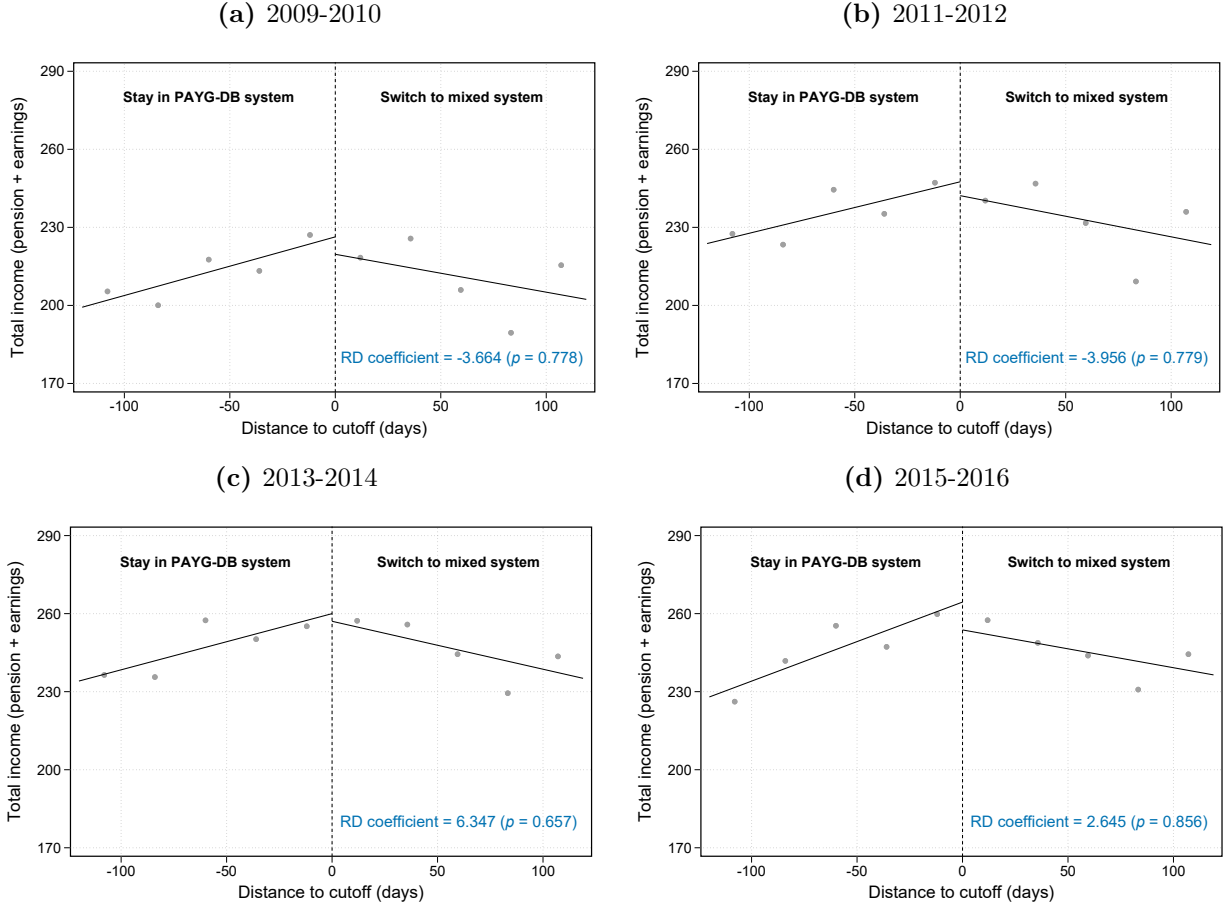 (a) 2009-2010
Total income (pension + earnings)
290
260
230
200
170
Stay in PAYG-DB system
Switch to mixed system
RD coefficient = -3.664 (p = 0.778)
-100
-50
0
50
100
Distance to cutoff (days)
(b) 2011-2012
Total income (pension + earnings)
290
260
230
200
170
Stay in PAYG-DB system
Switch to mixed system
RD coefficient = -3.956 (p = 0.779)
-100
-50
0
50
100
Distance to cutoff (days)
(c) 2013-2014
Total income (pension + earnings)
290
260
230
200
170
Stay in PAYG-DB system
Switch to mixed system
RD coefficient = 6.347 (p = 0.657)
-100
-50
0
50
100
Distance to cutoff (days)
(d) 2015-2016
Total income (pension + earnings)
290
260
230
200
170
Stay in PAYG-DB system
Switch to mixed system
RD coefficient = 2.645 (p = 0.856)
-100
-50
0
50
100
Distance to cutoff (days)